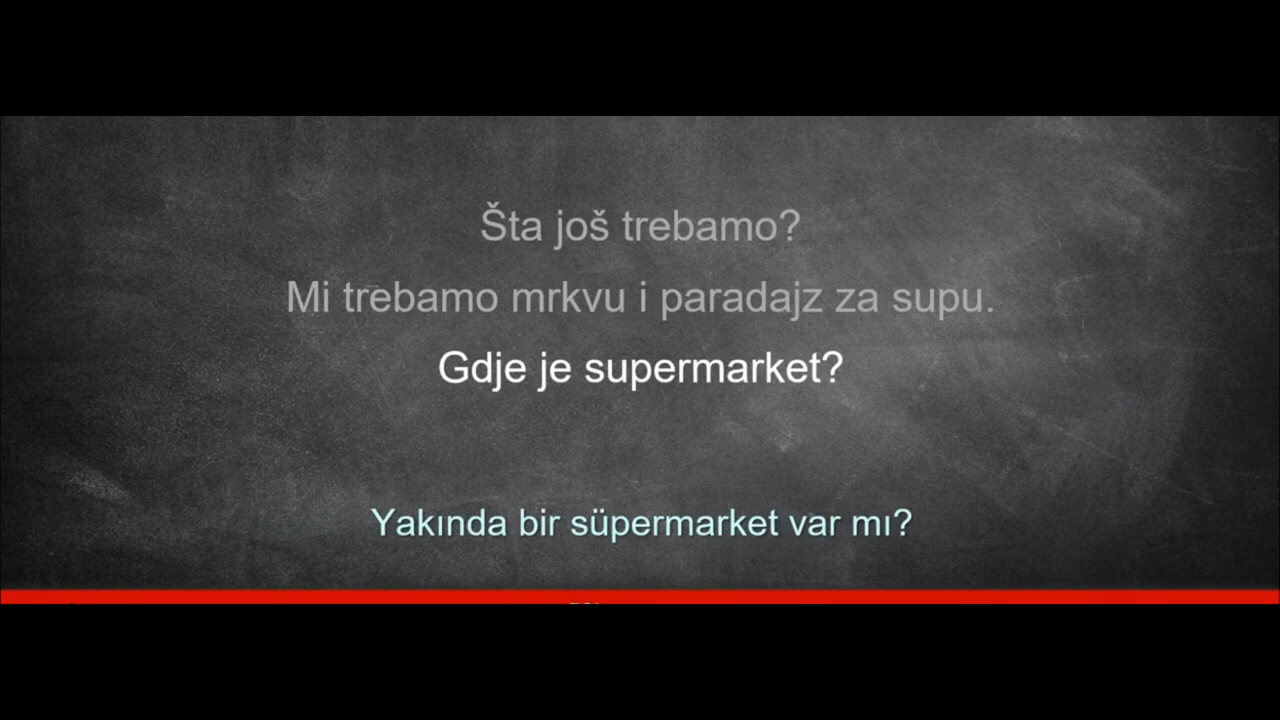 Šta još trebamo?
Mi trebamo mrkvu i paradajz za supu.
Gdje je supermarket?
Yakında bir süpermarket var mı?